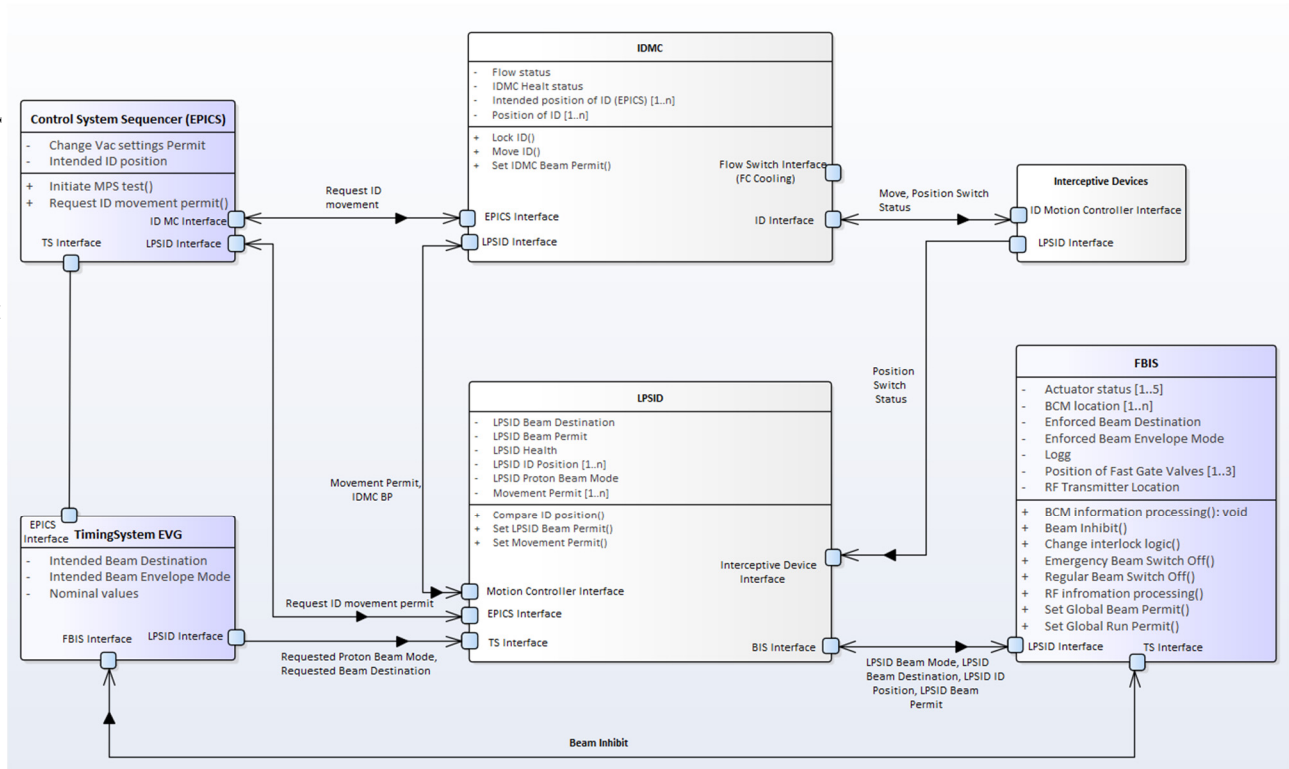 IDMC
- Flow status
- IDMC Healt status
- Intended position of ID (EPICS) [1..n]
- Position of ID [1..n]
+ Lock ID()
+ Move ID()
+ Set IDMC Beam Permit()
Flow Switch Interface
(FC Cooling)
EPICS Interface
ID Interface
LPSID Interface
Control System Sequencer (EPICS)
- Change Vac settings Permit
- Intended ID position
+ Initiate MPS test()
+ Request ID movement permit()
ID MC Interface
TS Interface
LPSID Interface
Request ID
movement
Move, Position Switch
Status
Interceptive Devices
ID Motion Controller Interface
LPSID Interface
Position
Switch
Status
FBIS
- Actuator status [1..5]
- BCM location [1..n]
- Enforced Beam Destination
- Enforced Beam Envelope Mode
- Logg
- Position of Fast Gate Valves [1..3]
- RF Transmitter Location
+ BCM information processing(): void
+ Beam Inhibit()
+ Change interlock logic()
+ Emergency Beam Switch Off()
+ Regular Beam Switch Off()
+ RF infromation processing()
+ Set Global Beam Permit()
+ Set Global Run Permit()
LPSID Interface
TS Interface
LPSID
- LPSID Beam Destination
- LPSID Beam Permit
- LPSID Health
- LPSID ID Position [1..n]
- LPSID Proton Beam Mode
- Movement Permit [1..n]
+ Compare ID position()
+ Set LPSID Beam Permit()
+ Set Movement Permit()
Interceptive Device
Interface
Motion Controller Interface
EPICS Interface
TS Interface
BIS Interface
Movement Permit,
IDMC BP
Request ID movement permit
EPICS
Interface
TimingSystem EVG
- Intended Beam Destination
- Intended Beam Envelope Mode
- Nominal values
FBIS Interface
LPSID Interface
Requested Proton Beam Mode,
Requested Beam Destination
LPSID Beam Mode, LPSID
Beam Destination, LPSID ID
Position, LPSID Beam
Permit
Beam Inhibit